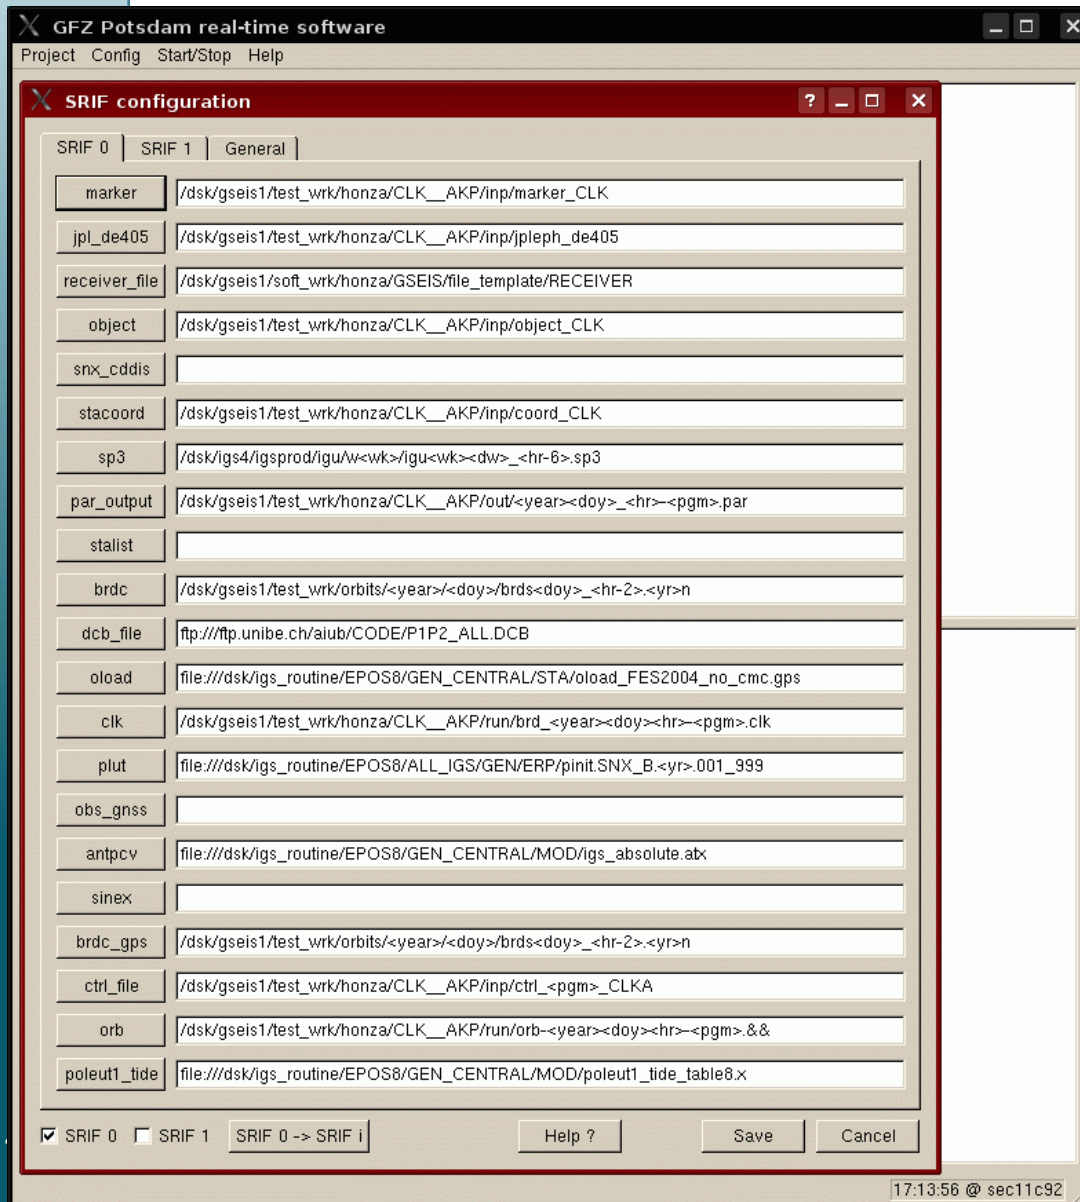 GFZ Potsdam real-time software
Project Config Start/Stop Help
SRIF configuration
SRIF 0 SRIF 1 General
marker /dsk/gseis1/test_wrk/honza/CLK__AKP/inp/marker_CLK
jpl_de405 /dsk/gseis1/test_wrk/honza/CLK__AKP/inp/jpleph_de405
receiver_file /dsk/gseis1/soft_wrk/honza/GSEIS/file_template/RECEIVER
object /dsk/gseis1/test_wrk/honza/CLK__AKP/inp/object_CLK
snx_cddis
stacoord /dsk/gseis1/test_wrk/honza/CLK__AKP/inp/coord_CLK
sp3 /dsk/igs4/igsprod/igu/w<wk>/igu<wk><dw>_<hr-6>.sp3
par_output /dsk/gseis1/test_wrk/honza/CLK__AKP/out/<year><doy>_<hr>-<pgm>.par
stalist
brdc /dsk/gseis1/test_wrk/orbits/<year>/<doy>/brds<doy>_<hr-2>.<yr>n
dcb_file ftp:///ftp.unibe.ch/aiub/CODE/P1P2_ALL.DCB
oload file:///dsk/igs_routine/EPOS8/GEN_CENTRAL/STA/oload_FES2004_no_cmc.gps
clk /dsk/gseis1/test_wrk/honza/CLK__AKP/run/brd_<year><doy><hr>-<pgm>.clk
plut file:///dsk/igs_routine/EPOS8/ALL_IGS/GEN/ERP/pinit.SNX_B.<yr>.001_999
obs_gnss
antpcv file:///dsk/igs_routine/EPOS8/GEN_CENTRAL/MOD/igs_absolute.atx
sinex
brdc_gps /dsk/gseis1/test_wrk/orbits/<year>/<doy>/brds<doy>_<hr-2>.<yr>n
ctrl_file /dsk/gseis1/test_wrk/honza/CLK__AKP/inp/ctrl_<pgm>_CLKA
orb /dsk/gseis1/test_wrk/honza/CLK__AKP/run/orb-<year><doy><hr>-<pgm>.&&
poleut1_tide file:///dsk/igs_routine/EPOS8/GEN_CENTRAL/MOD/poleut1_tide_table8.x
SRIF 0 SRIF 1 SRIF 0 -> SRIF i Help ? Save Cancel
17:13:56 @ sec11c92